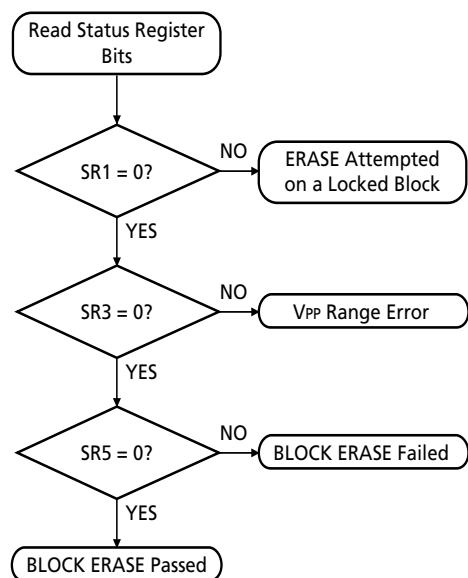 Read Status Register
Bits
SR1 = 0?
NO
ERASE Attempted
on a Locked Block
YES
SR3 = 0?
NO
VPP Range Error
YES
SR5 = 0?
NO
BLOCK ERASE Failed
YES
BLOCK ERASE Passed